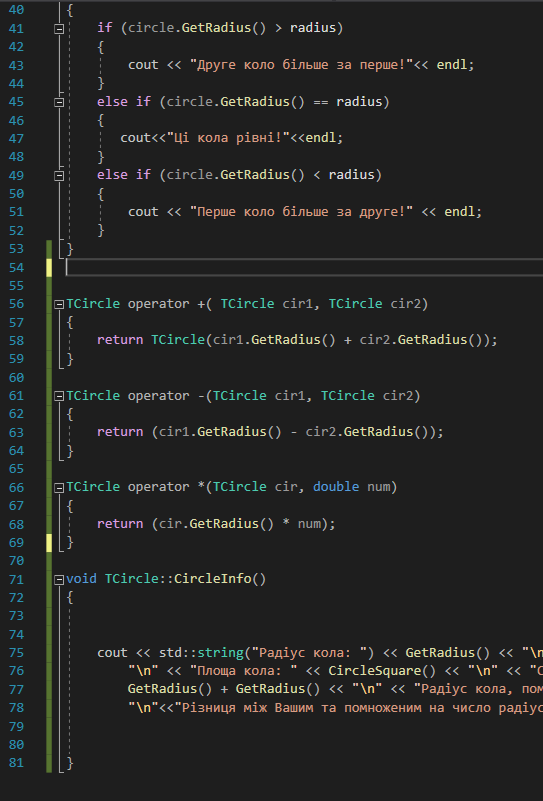 40 {
41 if (circle.GetRadius() > radius)
42 {
43 cout << "Друге коло більше за перше!"<< endl;
44 }
45 else if (circle.GetRadius() == radius)
46 {
47 cout<<"Ці кола рівні!"<<endl;
48 }
49 else if (circle.GetRadius() < radius)
50 {
51 cout << "Перше коло більше за друге!" << endl;
52 }
53 }
54
55
56 TCircle operator +( TCircle cir1, TCircle cir2)
57 {
58 return TCircle(cir1.GetRadius() + cir2.GetRadius());
59 }
60
61 TCircle operator -(TCircle cir1, TCircle cir2)
62 {
63 return (cir1.GetRadius() - cir2.GetRadius());
64 }
65
66 TCircle operator *(TCircle cir, double num)
67 {
68 return (cir.GetRadius() * num);
69 }
70
71 void TCircle::CircleInfo()
72 {
73
74
75 cout << std::string("Радіус кола: ") << GetRadius() << "\n
76 "\n" << "Площа кола: " << CircleSquare() << "\n" << "
77 GetRadius() + GetRadius() << "\n" << "Радіус кола, пом
78 "\n"<<"Різниця між Вашим та помноженим на число радіус
79
80
81 }